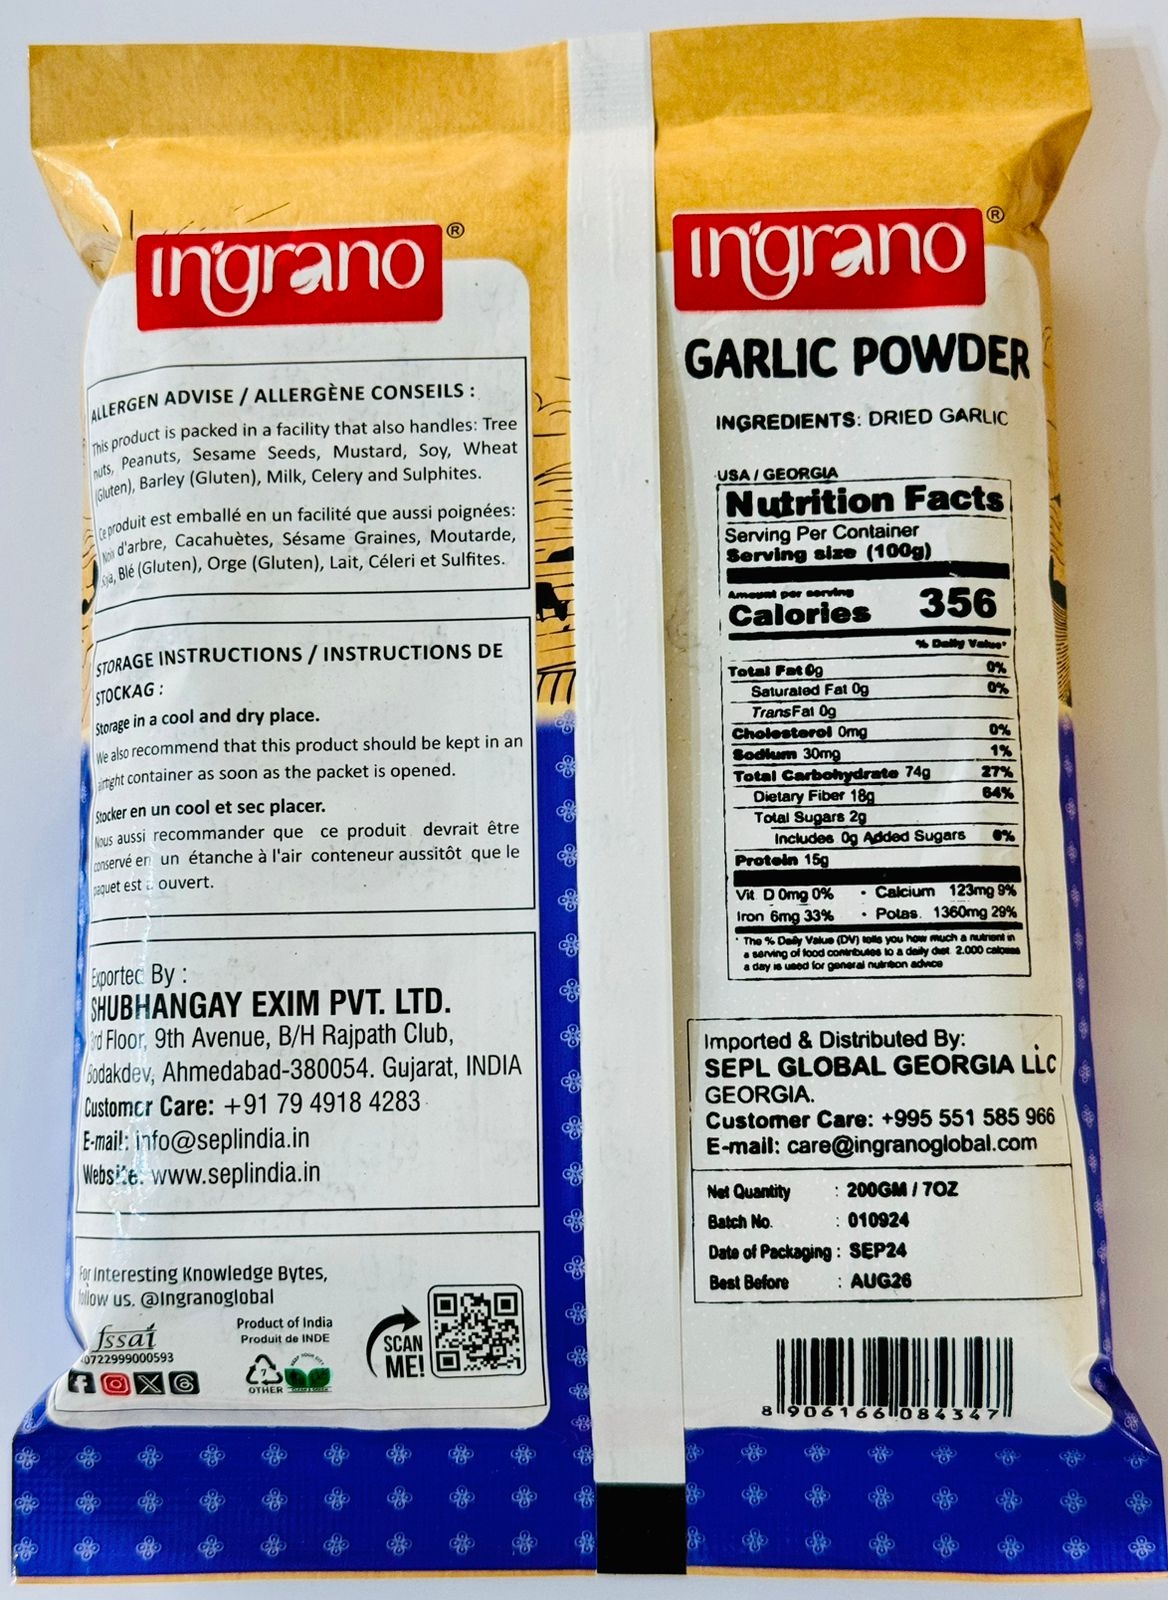 ingrano®
ALLERGEN ADVISE / ALLERGÈNE CONSEILS :
This product is packed in a facility that also handles: Tree
nuts, Peanuts, Sesame Seeds, Mustard, Soy, Wheat
(Gluten), Barley (Gluten), Milk, Celery and Sulphites.
Ce produit est emballé en un facilité que aussi poignées:
Noix d'arbre, Cacahuètes, Sésame Graines, Moutarde,
Soja, Blé (Gluten), Orge (Gluten), Lait, Céleri et Sulfites.
STORAGE INSTRUCTIONS / INSTRUCTIONS DE
STOCKAG :
Storage in a cool and dry place.
We also recommend that this product should be kept in an
airtight container as soon as the packet is opened.
Stocker en un cool et sec placer.
Nous aussi recommander que ce produit devrait être
conservé en un étanche à l'air conteneur aussitôt que le
paquet est ouvert.
Exported By :
SHUBHANGAY EXIM PVT. LTD.
3rd Floor, 9th Avenue, B/H Rajpath Club,
Bodakdev, Ahmedabad-380054. Gujarat, INDIA
Customer Care: +91 79 4918 4283
E-mail: info@seplindia.in
Website: www.seplindia.in
For Interesting Knowledge Bytes,
follow us. @Ingranoglobal
fssai
0722999000593
Product of India
Produit de INDE
7
OTHER
SCAN
ME!
ingrano®
GARLIC POWDER
INGREDIENTS: DRIED GARLIC
USA / GEORGIA
Nutrition Facts
Serving Per Container
Serving size (100g)
Amount per serving
Calories 356
% Daily Value*
Total Fat 0g 0%
Saturated Fat 0g 0%
Trans Fat 0g
Cholesterol 0mg 0%
Sodium 30mg 1%
Total Carbohydrate 74g 27%
Dietary Fiber 18g 64%
Total Sugars 2g
Includes 0g Added Sugars 0%
Protein 15g
Vit. D 0mg 0% • Calcium 123mg 9%
Iron 6mg 33% • Potas. 1360mg 29%
* The % Daily Value (DV) tells you how much a nutrient in
a serving of food contributes to a daily diet. 2,000 calories
a day is used for general nutrition advice
Imported & Distributed By:
SEPL GLOBAL GEORGIA LLC
GEORGIA.
Customer Care: +995 551 585 966
E-mail: care@ingranoglobal.com
Net Quantity : 200GM / 7OZ
Batch No. : 010924
Date of Packaging : SEP24
Best Before : AUG26
8 906166 084347